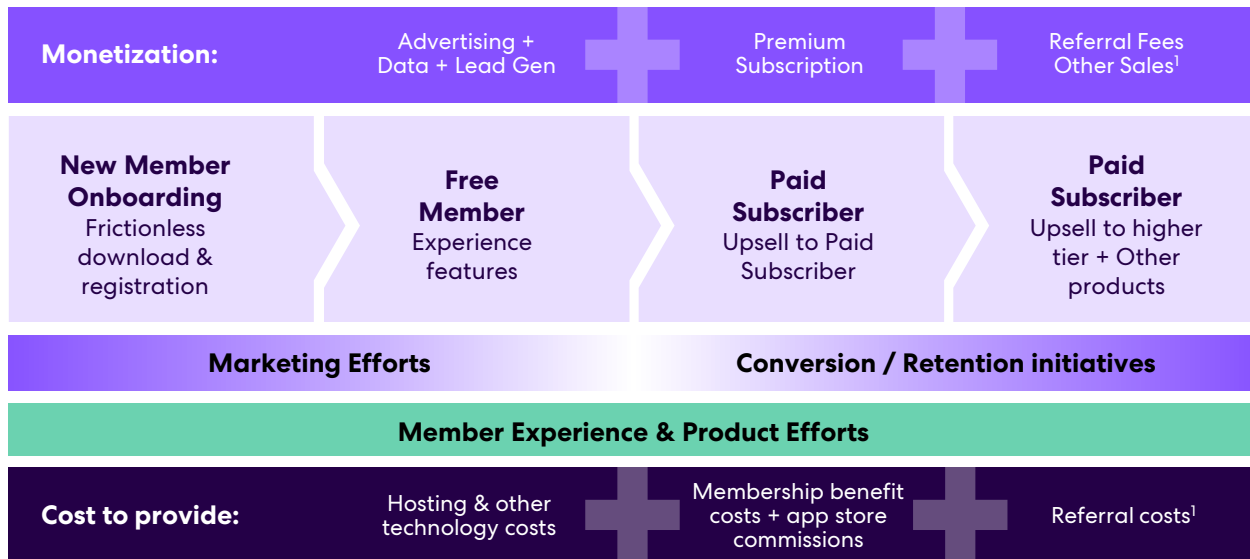 Monetization:
Advertising +
Data + Lead Gen
Premium
Subscription
Referral Fees
Other Sales¹
New Member
Onboarding
Frictionless
download &
registration
Free
Member
Experience
features
Paid
Subscriber
Upsell to Paid
Subscriber
Paid
Subscriber
Upsell to higher
tier + Other
products
Marketing Efforts
Conversion / Retention initiatives
Member Experience & Product Efforts
Cost to provide:
Hosting & other
technology costs
Membership benefit
costs + app store
commissions
Referral costs¹